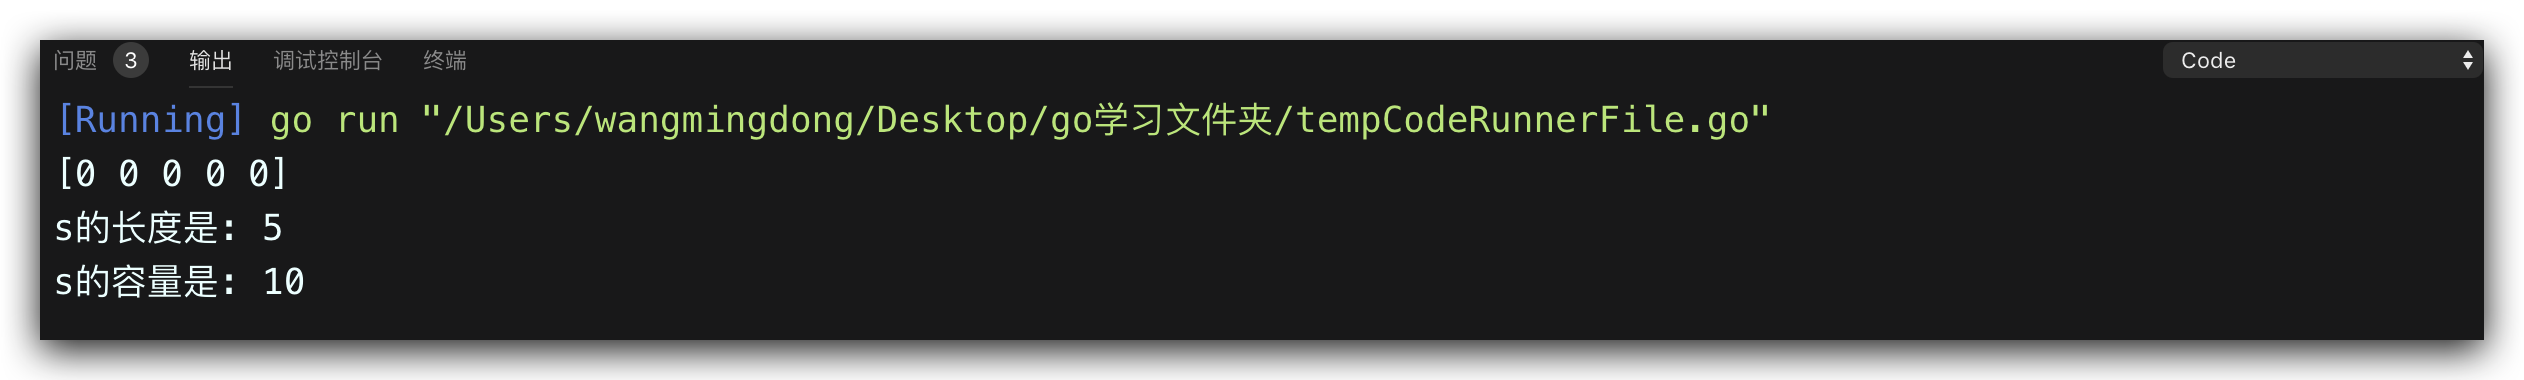 问题 3 输出 调试控制台 终端 Code
[Running] go run "/Users/wangmingdong/Desktop/go学习文件夹/tempCodeRunnerFile.go"
[0 0 0 0 0]
s的长度是: 5
s的容量是: 10